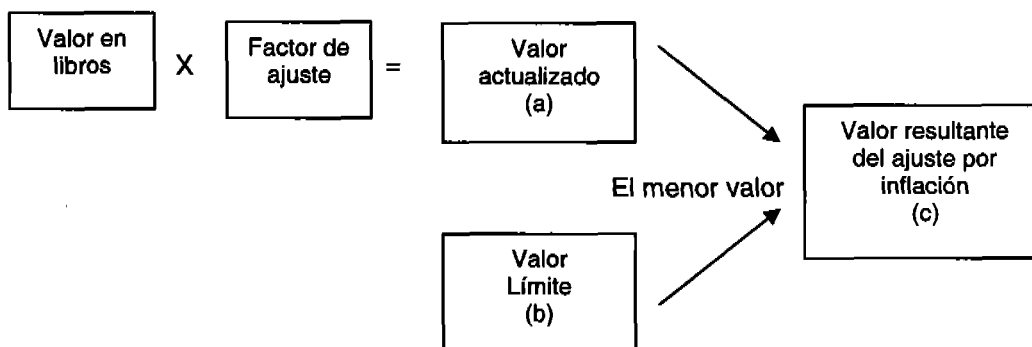 Valor en
libros
X
Factor de
ajuste
=
Valor
actualizado
(a)
El menor valor
Valor
Límite
(b)
Valor resultante
del ajuste por
inflación
(c)